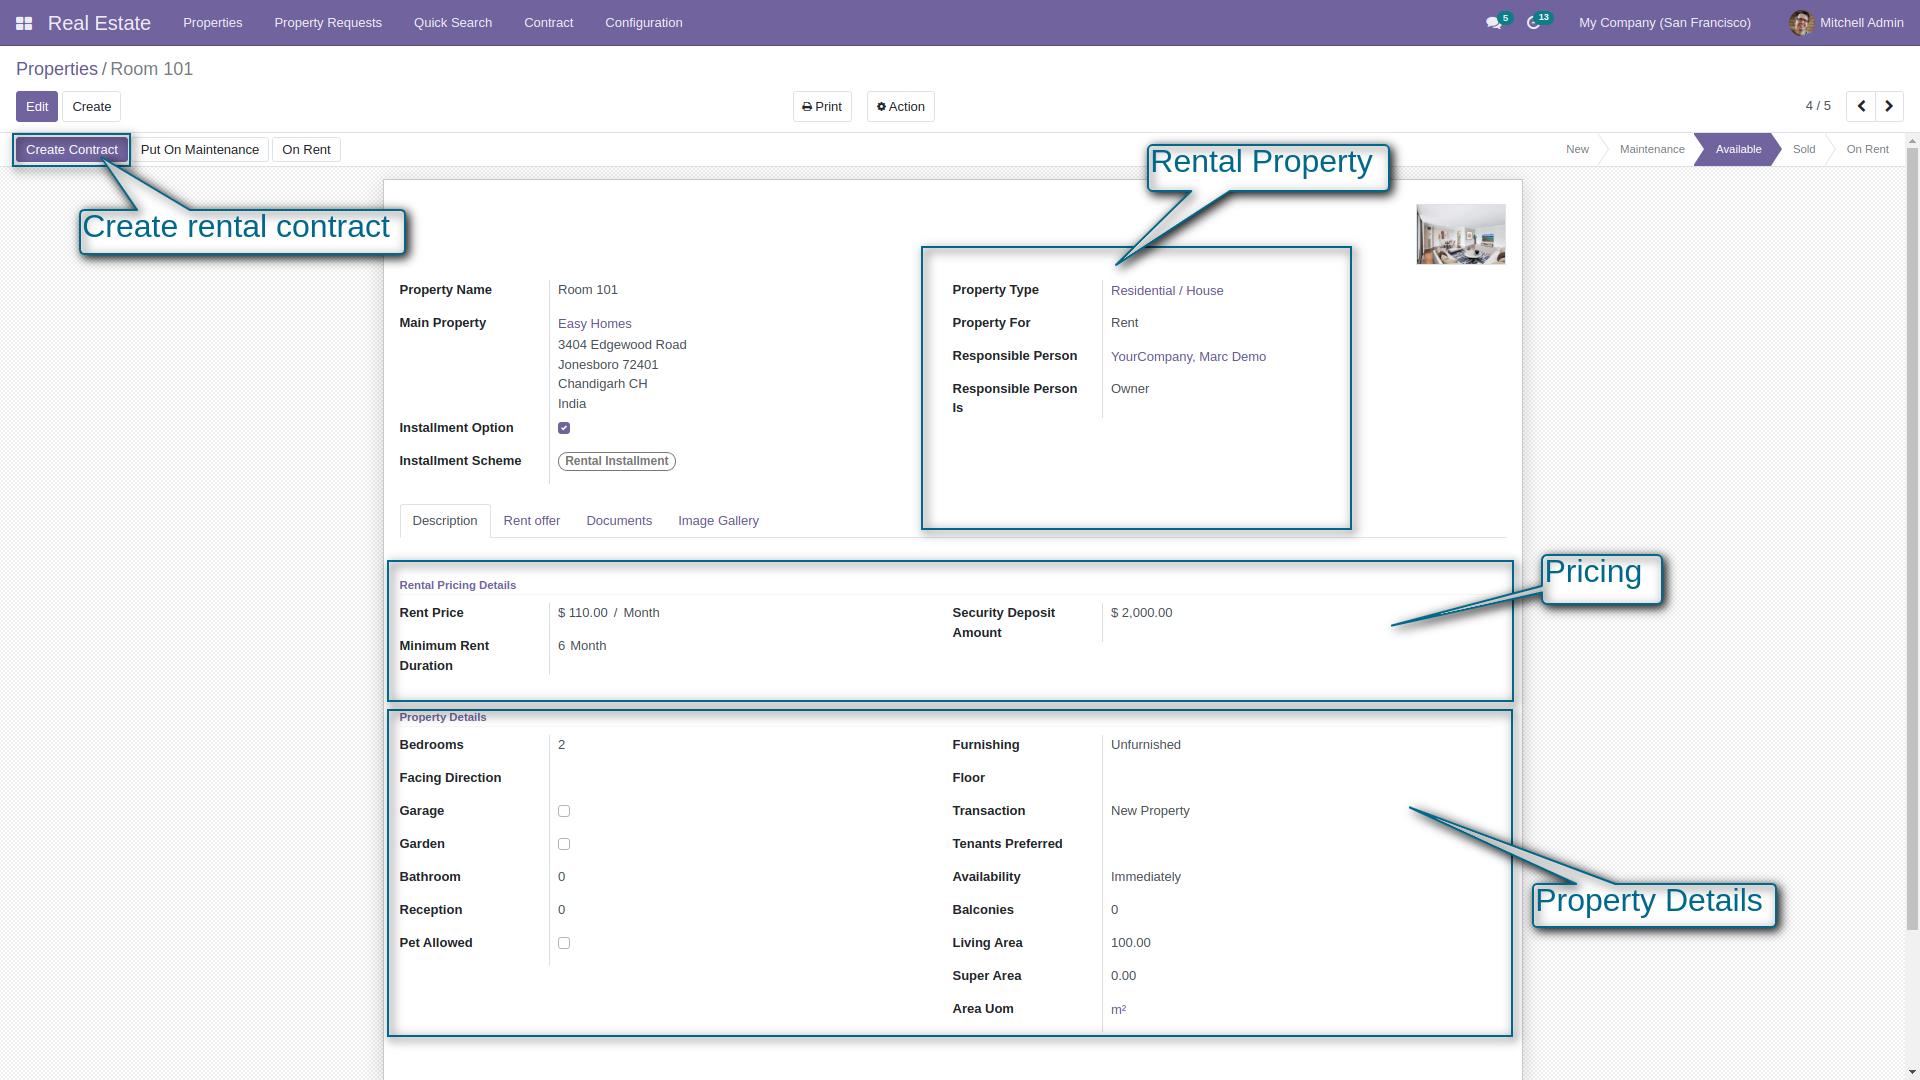 Real Estate Properties Property Requests Quick Search Contract Configuration 5 13 My Company (San Francisco) Mitchell Admin
Properties / Room 101
Edit Create Print Action 4 / 5
Create Contract Put On Maintenance On Rent New Maintenance Available Sold On Rent
Rental Property
Create rental contract
Property Name Room 101
Main Property Easy Homes
3404 Edgewood Road
Jonesboro 72401
Chandigarh CH
India
Installment Option
Installment Scheme Rental Installment
Property Type Residential / House
Property For Rent
Responsible Person YourCompany, Marc Demo
Responsible Person Owner
Is
Description Rent offer Documents Image Gallery
Pricing
Rental Pricing Details
Rent Price $ 110.00 / Month
Minimum Rent 6 Month
Duration
Security Deposit $ 2,000.00
Amount
Property Details
Bedrooms 2
Facing Direction
Garage
Garden
Bathroom 0
Reception 0
Pet Allowed
Furnishing Unfurnished
Floor
Transaction New Property
Tenants Preferred
Availability Immediately
Balconies 0
Living Area 100.00
Super Area 0.00
Area Uom m²
Property Details